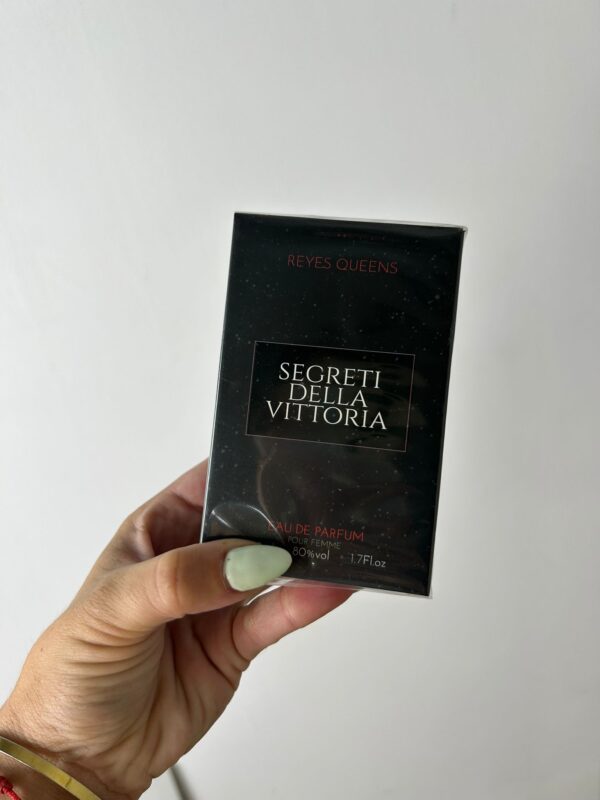 REYES QUEENS
SEGRETI
DELLA
VITTORIA
EAU DE PARFUM
POUR FEMME
80%vol 1.7Fl.oz